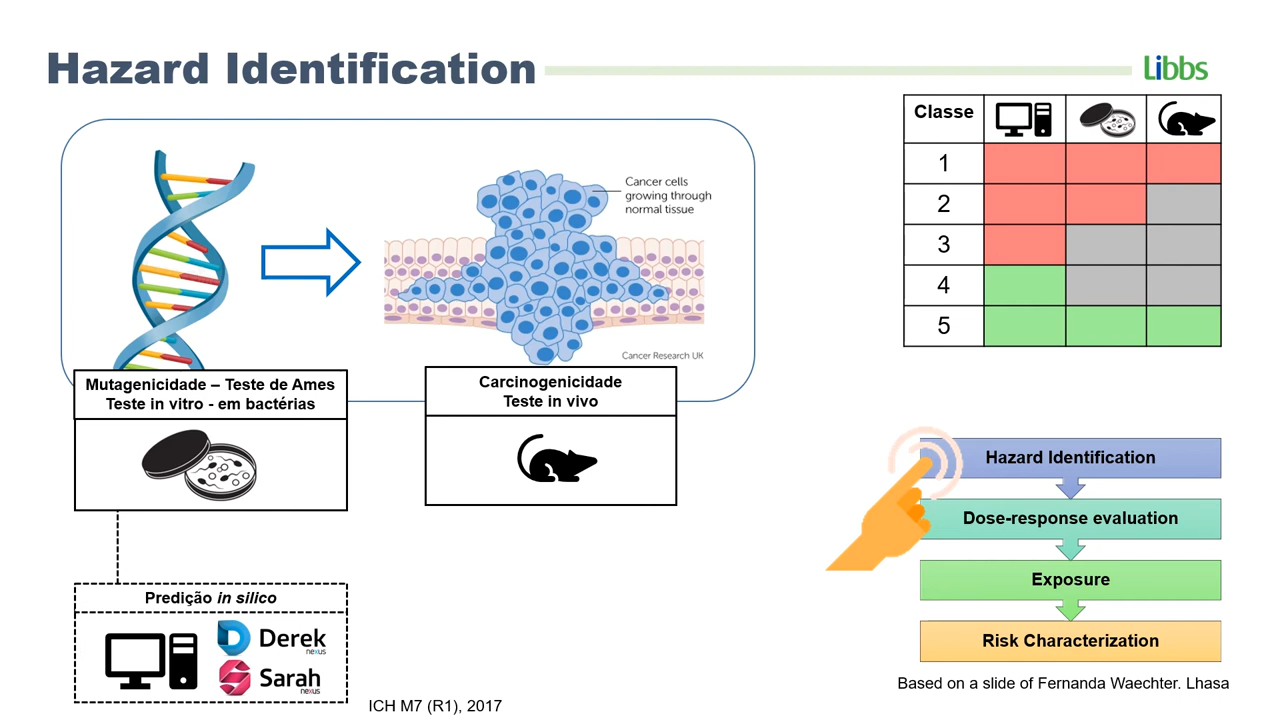 Hazard Identification
Libbs
Cancer cells
growing through
normal tissue
Cancer Research UK
Mutagenicidade – Teste de Ames
Teste in vitro - em bactérias
Carcinogenicidade
Teste in vivo
Predição in silico
Derek
nexus
Sarah
nexus
ICH M7 (R1), 2017
Classe
1
2
3
4
5
Hazard Identification
Dose-response evaluation
Exposure
Risk Characterization
Based on a slide of Fernanda Waechter. Lhasa